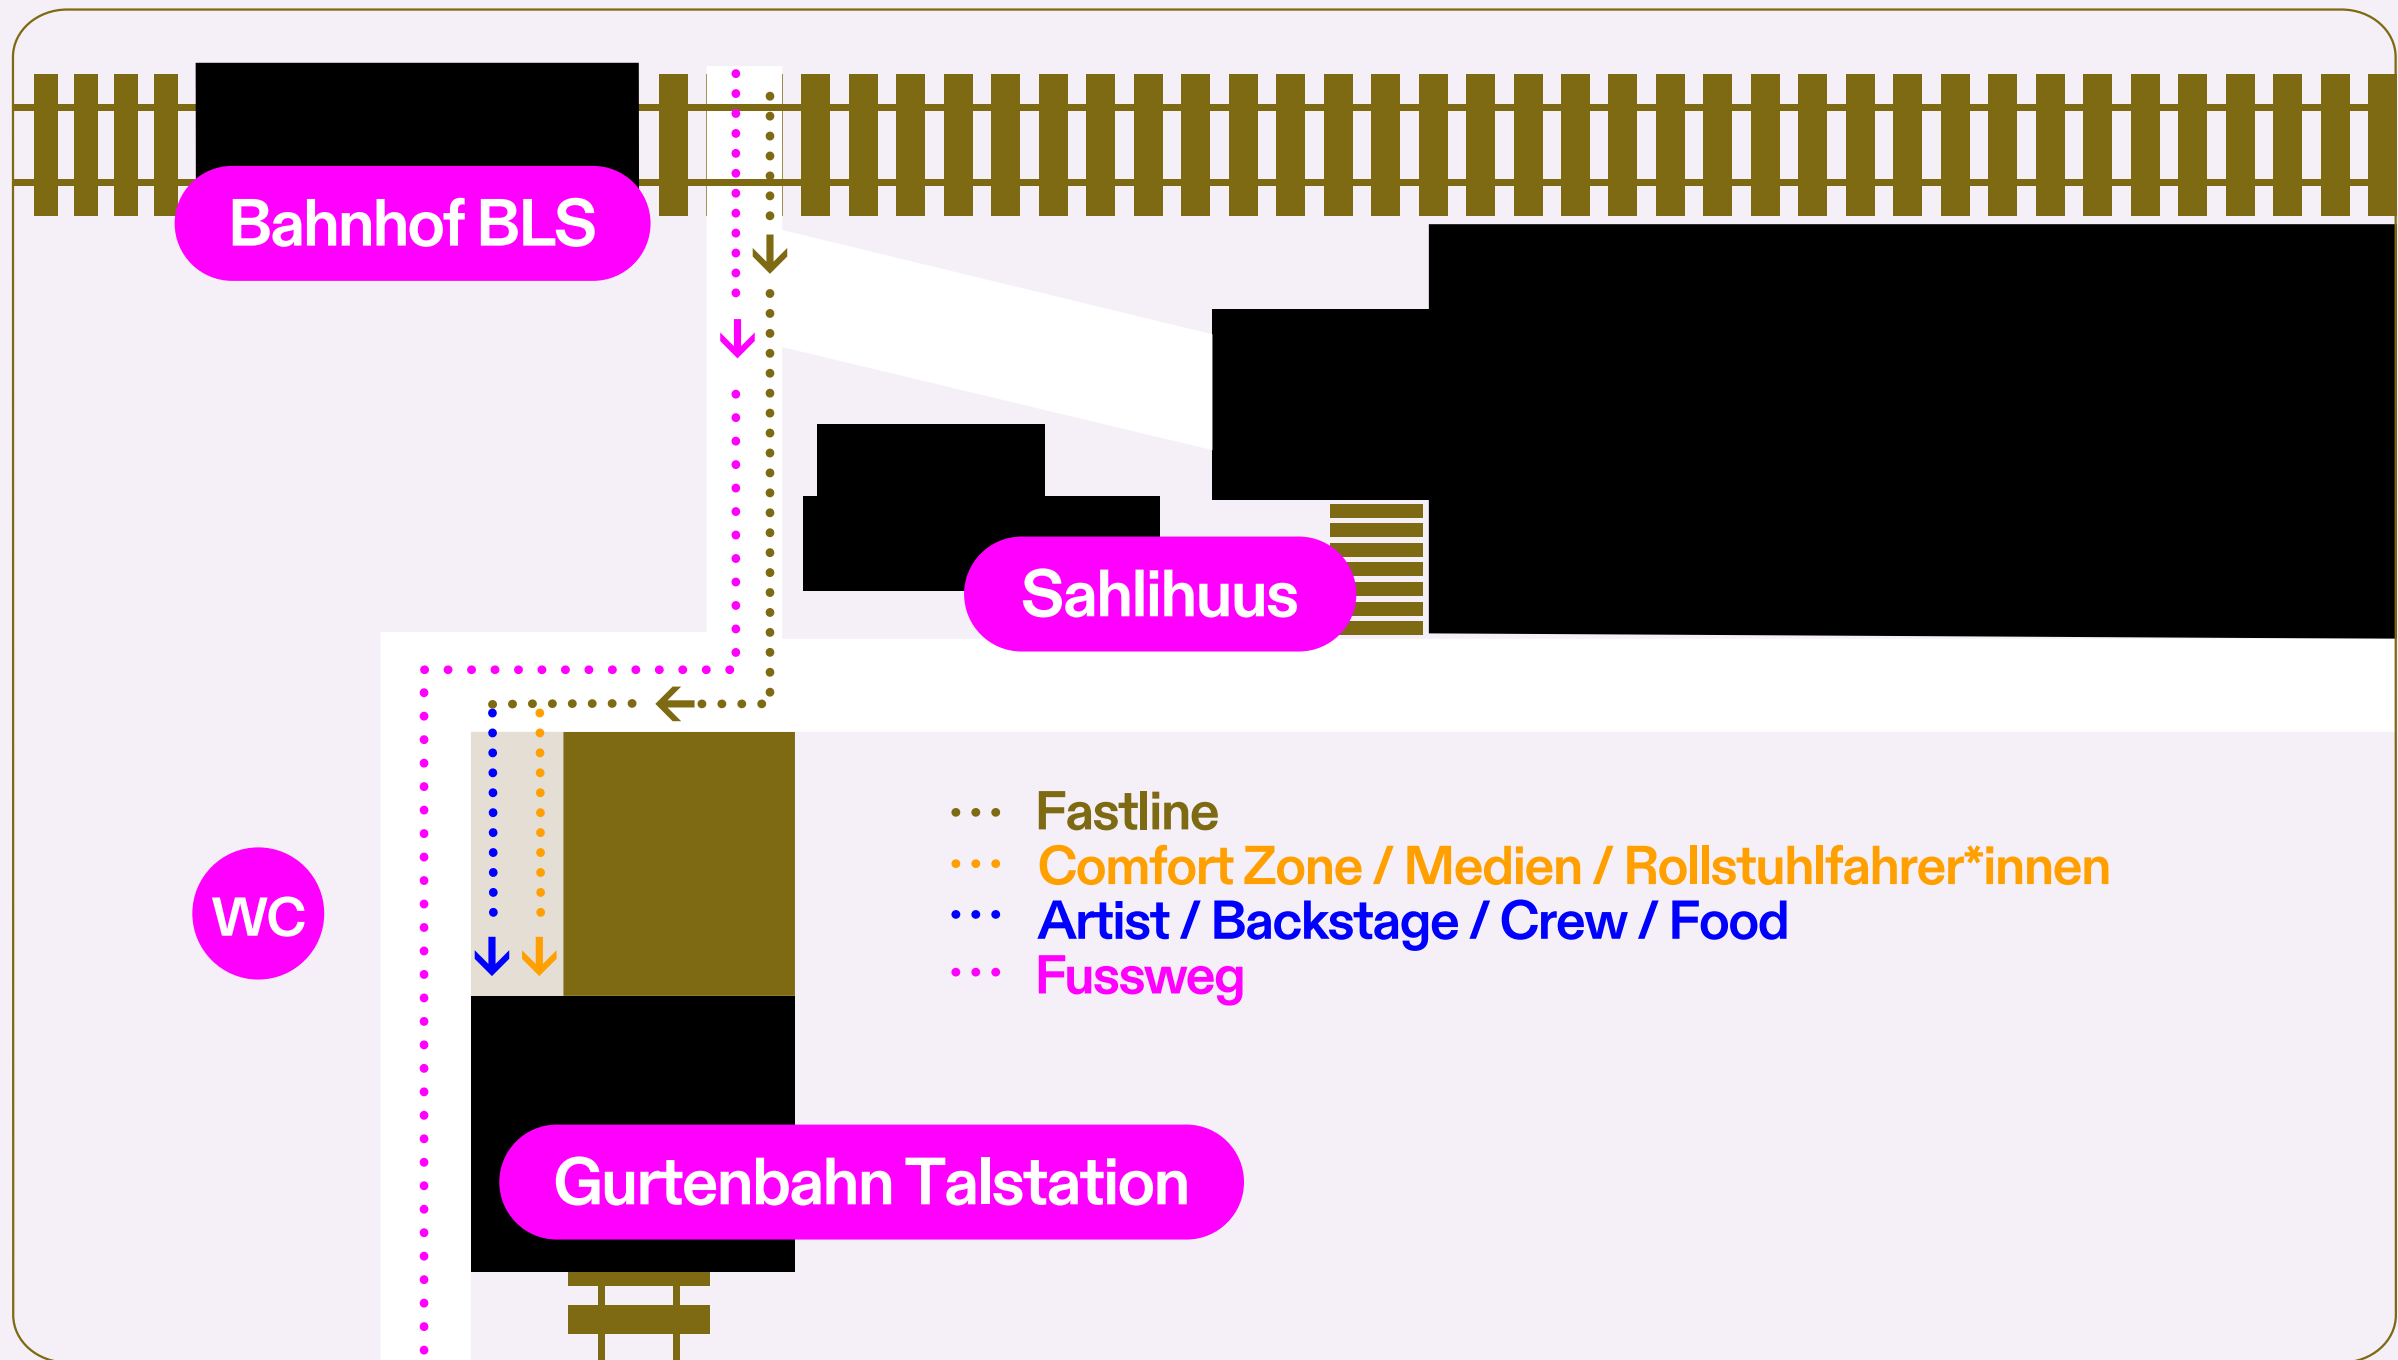 Bahnhof BLS
Sahlihuus
Fastline
Comfort Zone / Medien / Rollstuhlfahrer*innen
WC
Artist / Backstage / Crew / Food
Fussweg
Gurtenbahn Talstation